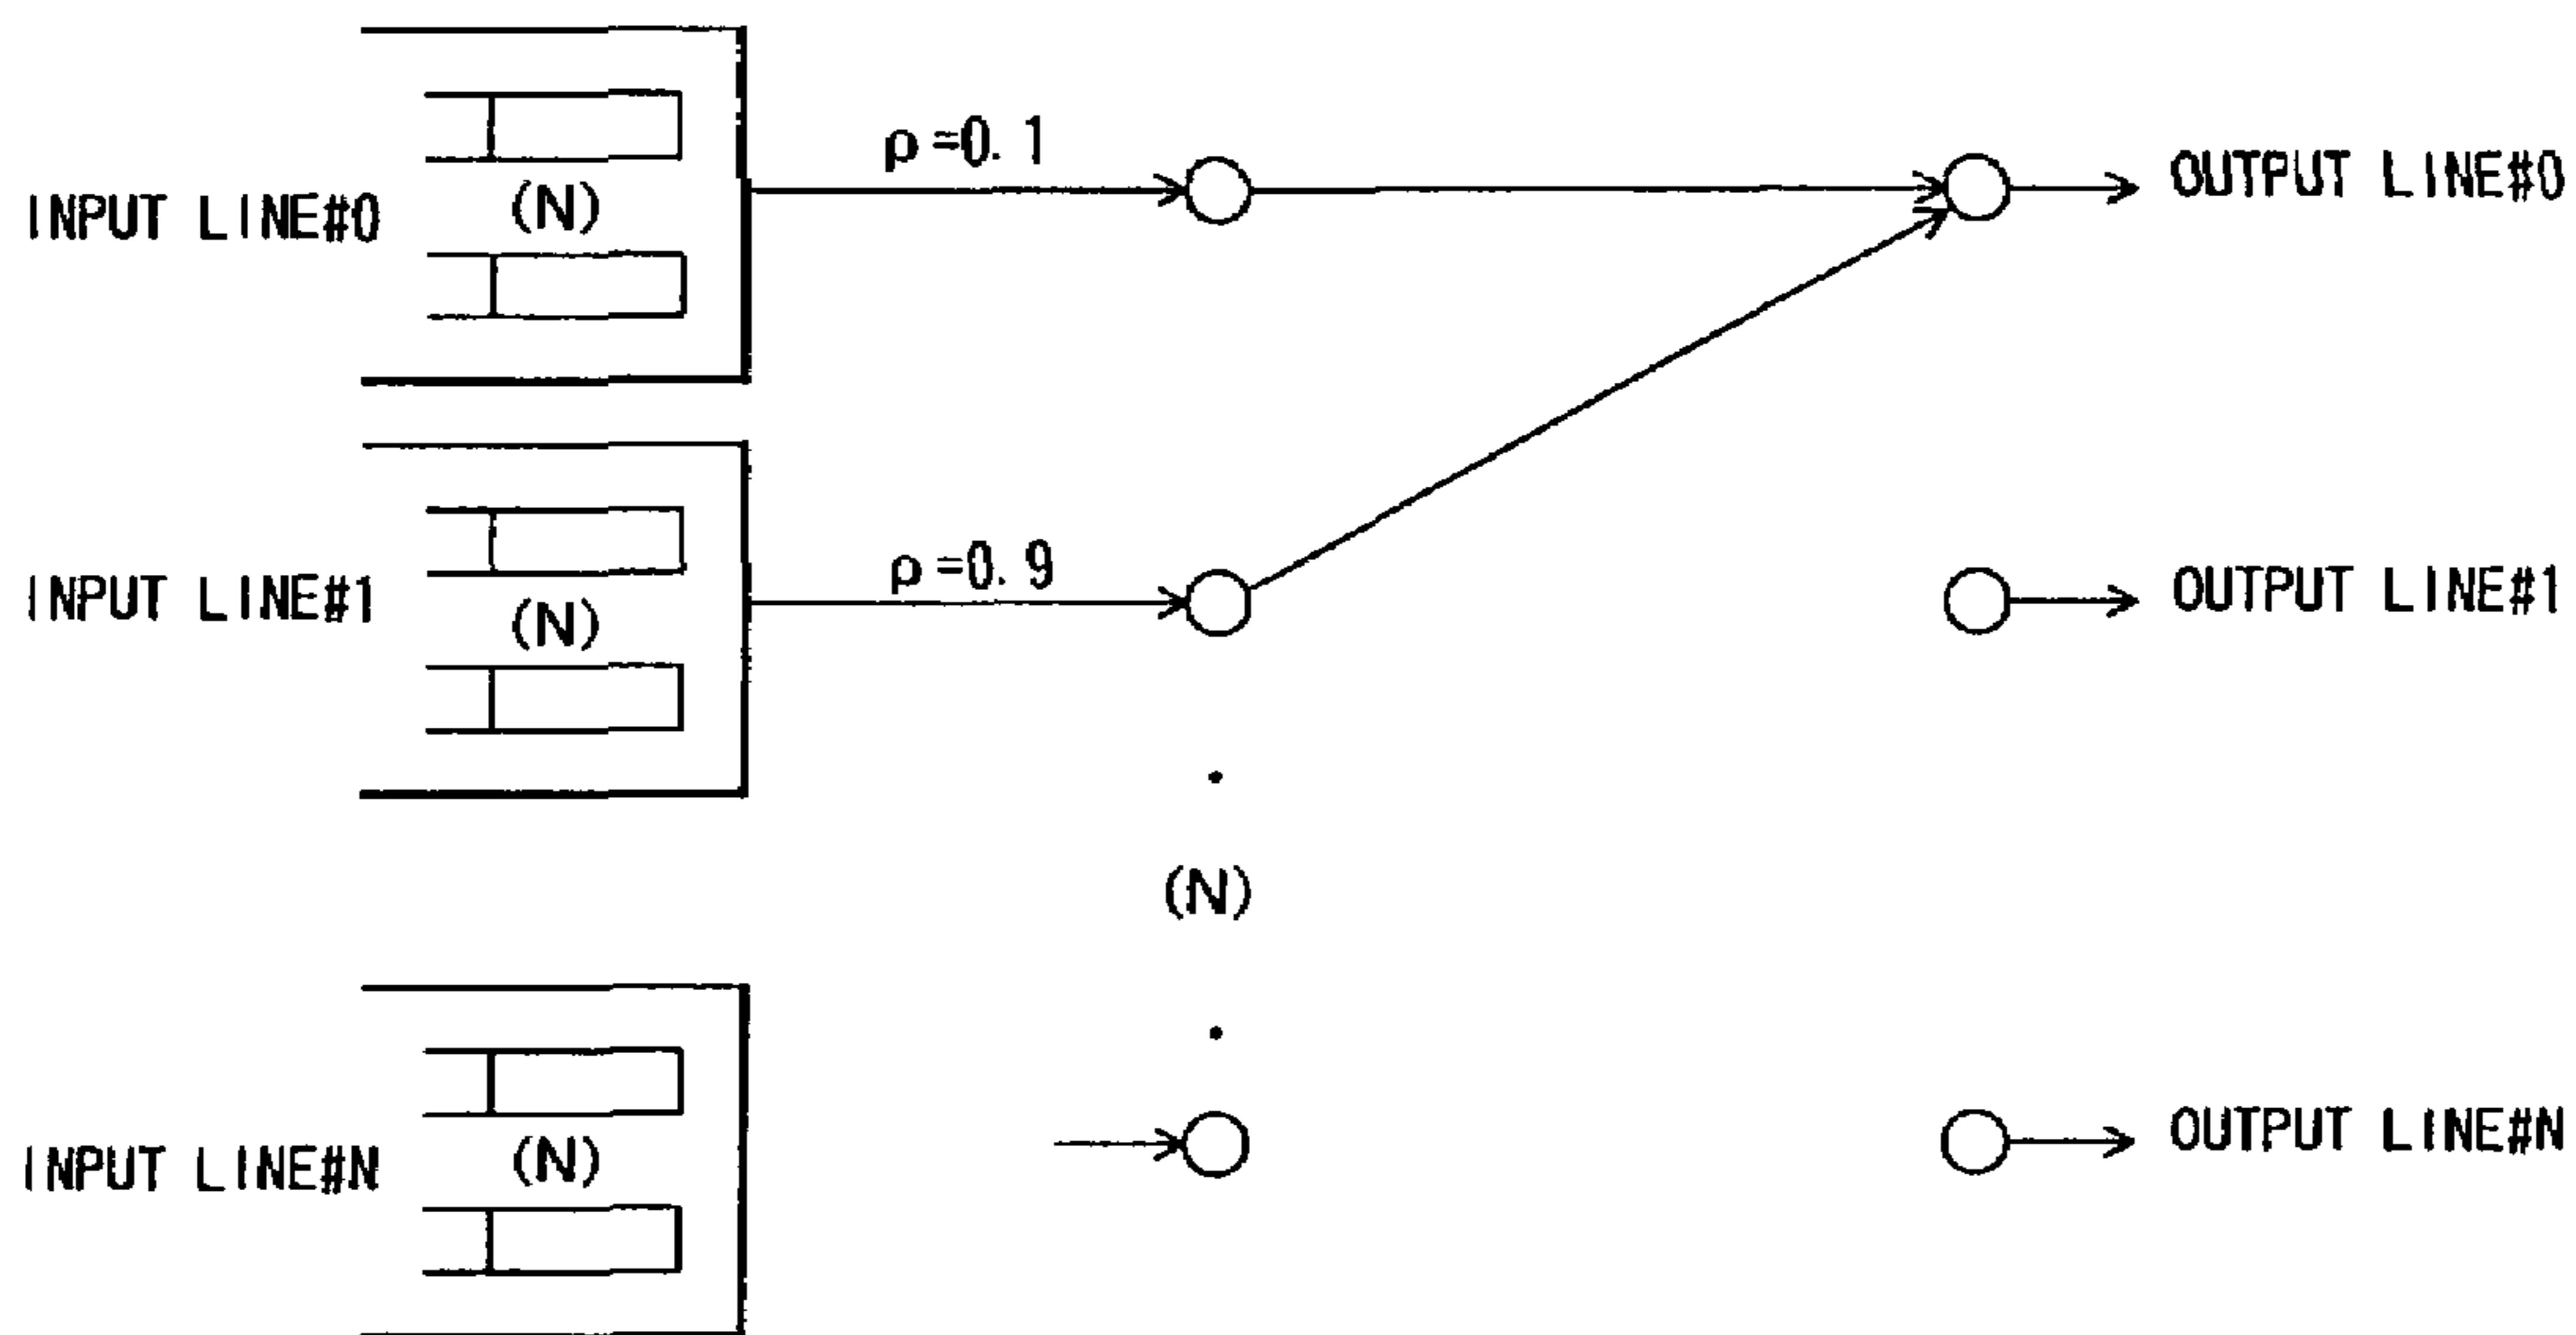 ρ=0.1
INPUT LINE#0
(N)
OUTPUT LINE#0
ρ=0.9
INPUT LINE#1
(N)
OUTPUT LINE#1
(N)
INPUT LINE#N
(N)
OUTPUT LINE#N